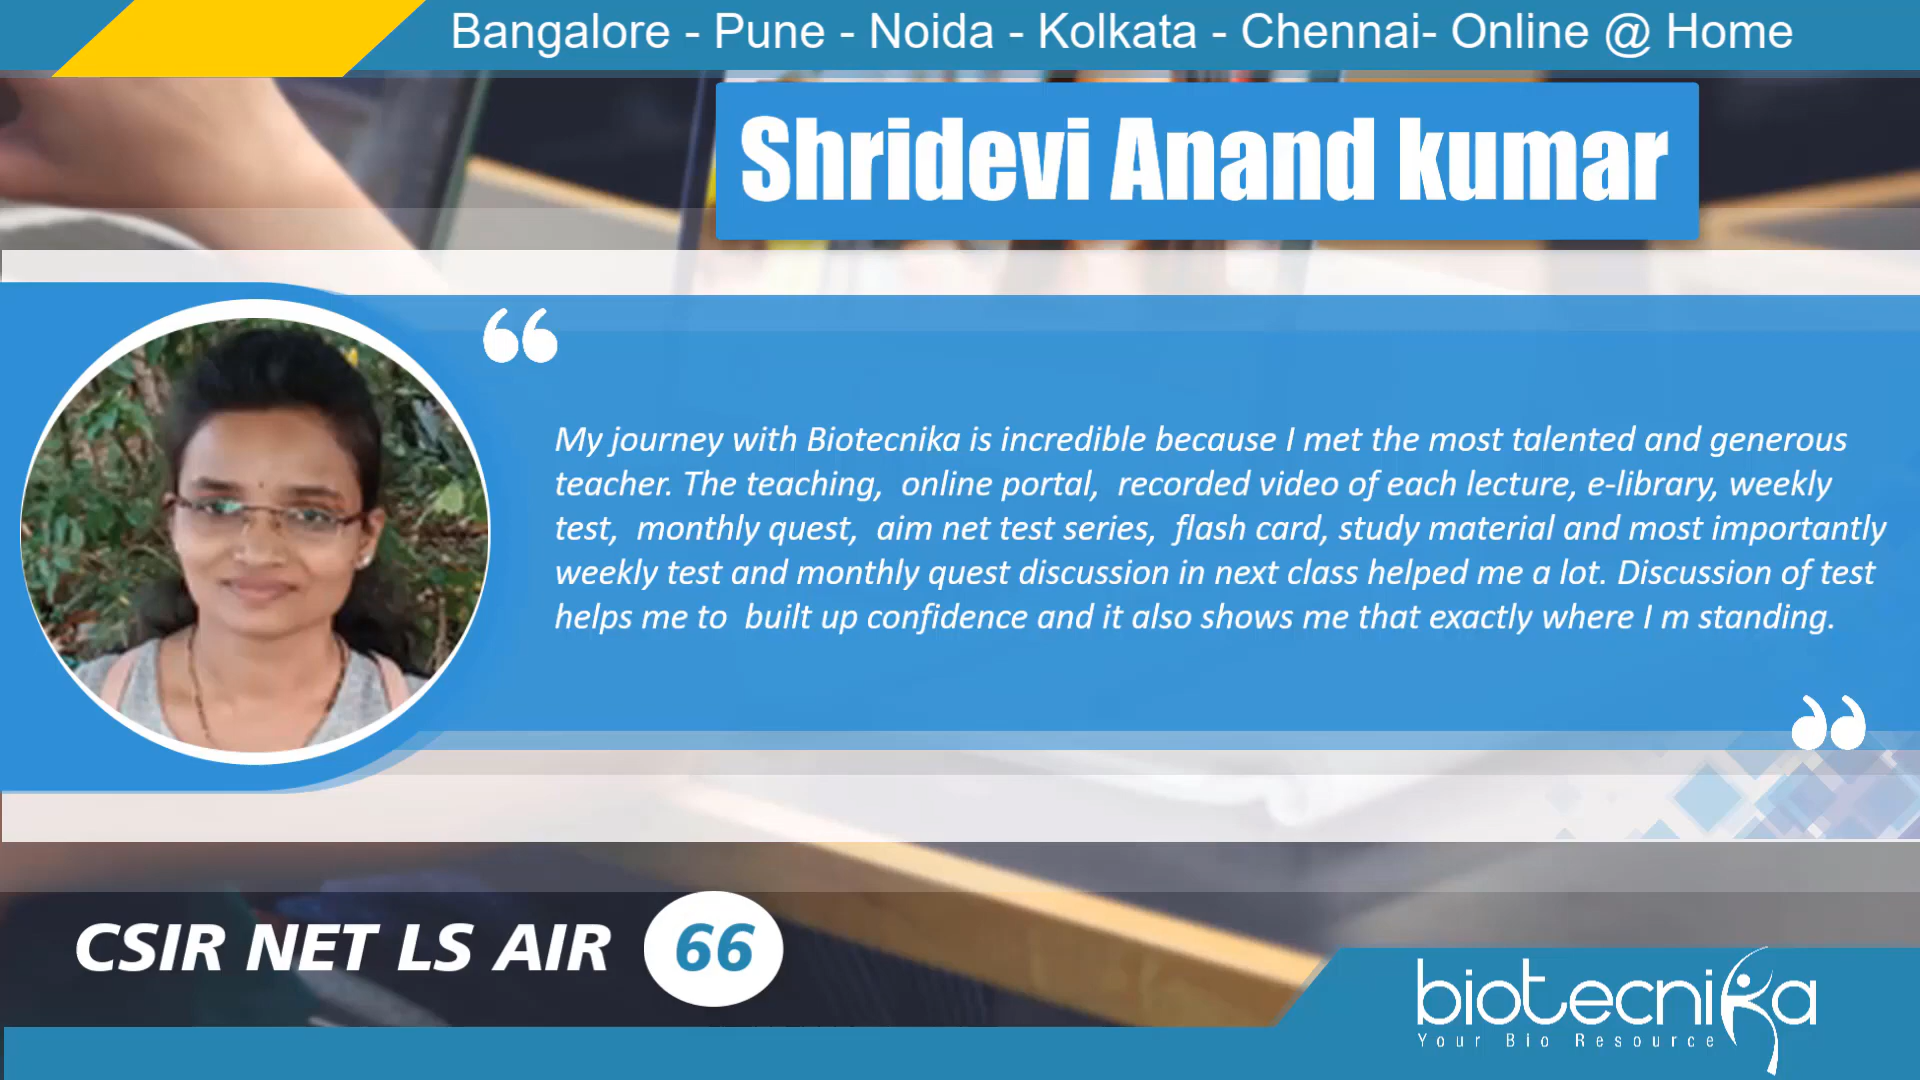 Bangalore - Pune - Noida - Kolkata - Chennai- Online @ Home
Shridevi Anand kumar
“
My journey with Biotecnika is incredible because I met the most talented and generous
teacher. The teaching,  online portal,  recorded video of each lecture, e-library, weekly
test,  monthly quest,  aim net test series,  flash card, study material and most importantly
weekly test and monthly quest discussion in next class helped me a lot. Discussion of test
helps me to  built up confidence and it also shows me that exactly where I m standing.
”
CSIR NET LS AIR 66
biotecnika
Your Bio Resource